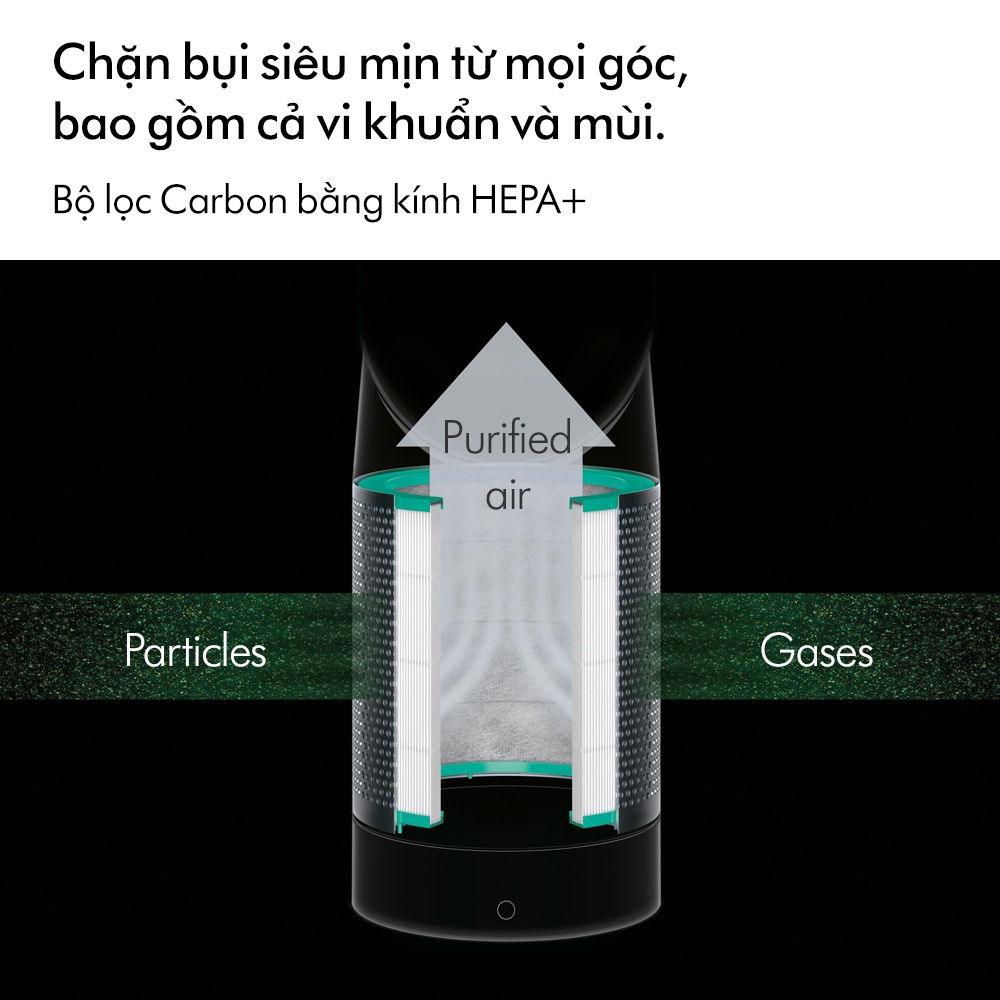 Chặn bụi siêu mịn từ mọi góc,
bao gồm cả vi khuẩn và mùi.
Bộ lọc Carbon bằng kính HEPA+
Purified
air
Particles
Gases